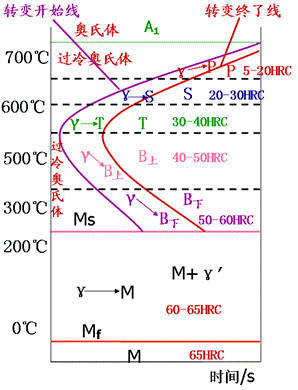 转变开始线
奥氏体
A₁
转变终了线
700℃
过冷奥氏体
γ→P
P
5-20HRC
600℃
γ→S
S
20-30HRC
γ→T
T
30-40HRC
500℃
过冷奥氏体
γ→B上
B上
40-50HRC
300℃
γ→B下
B下
50-60HRC
Ms
200℃
M+γ′
γ→M
60-65HRC
0℃
Mf
M
65HRC
时间/s